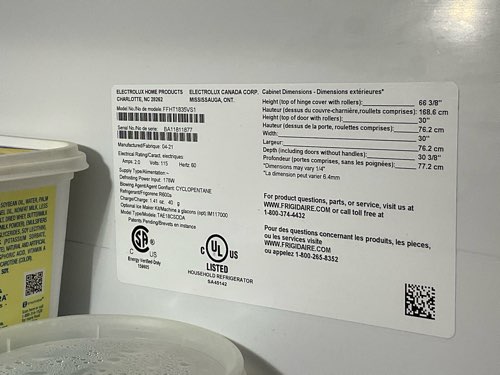 ELECTROLUX HOME PRODUCTS
CHARLOTTE, NC 28262
ELECTROLUX CANADA CORP.
MISSISSAUGA, ONT.
Model No./No de modele: FFHT1835VS1
Serial No./No de serie: BA11811877
Manufactured/Fabriqué: 04-21
Electrical Rating/Caract. electriques:
Amps: 2.0 Volts: 115 Hertz: 60
Supply Type/Alimentation ~
Defrosting Power Input: 178W
Blowing Agent/Agent Gonflant: CYCLOPENTANE
Refrigerant/Frigorene R600a
Charge/Charge: 1.41 oz. 40. g
Optional Ice Maker Kit/Machine à glacons (opt) IM117000
Model/Modele: TAE18CSCDA
Patents Pending/Brevets en instance
C US
Energy Verified Only
159805
C UL US
LISTED
HOUSEHOLD REFRIGERATOR
SA45142
Cabinet Dimensions - Dimensions extérieures*
Height (top of hinge cover with rollers): 66 3/8"
Hauteur (dessus du couvre-charnière,roulettes comprises): 168.6 cm
Height (top of door with rollers): 30"
Hauteur (dessus de la porte, roulettes comprises): 76.2 cm
Width: 30"
Largeur: 76.2 cm
Depth (including doors without handles): 30 3/8"
Profondeur (portes comprises, sans les poignées): 77.2 cm
*Dimensions may vary 1/4"
*La dimension peut varier 6.4mm
For product questions, parts, or service, visit us at
WWW.FRIGIDAIRE.COM or call toll free at
1-800-374-4432
Pour des questions concernant les produits, les pieces,
ou les services visite
WWW.FRIGIDAIRE.COM
ou appelez 1-800-265-8352